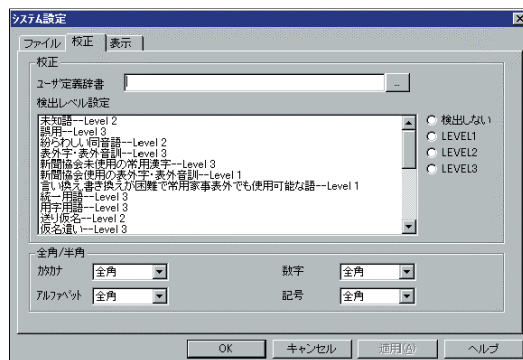 システム設定
ファイル 校正 表示
校正
ユーザ定義辞書
...
検出レベル設定
未知語--Level 2
誤用--Level 3
紛らわしい同音語--Level 2
表外字・表外音訓--Level 3
新聞協会未使用の常用漢字--Level 3
新聞協会使用の表外字・表外音訓--Level 1
言い換え,書き換えが困難で常用家事表外でも使用可能な語--Level 1
統一用語--Level 3
用字用語--Level 3
送り仮名--Level 2
仮名遣い--Level 3
検出しない
LEVEL1
LEVEL2
LEVEL3
全角/半角
カタカナ 全角 数字 全角
アルファベット 全角 記号 全角
OK キャンセル 適用(A) ヘルプ